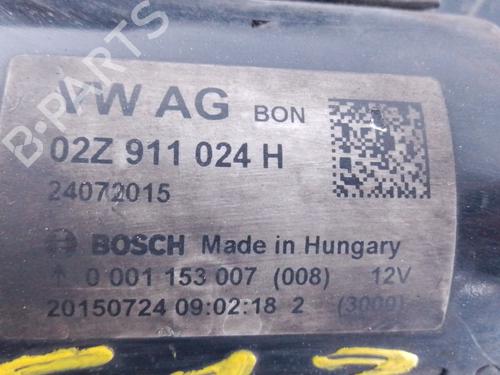 B-PARTS
VW AG BON
02Z 911 024 H
24072015
BOSCH Made in Hungary
↑ 0 001 153 007 (008) 12V
20150724 09:02:18 2 (3000)